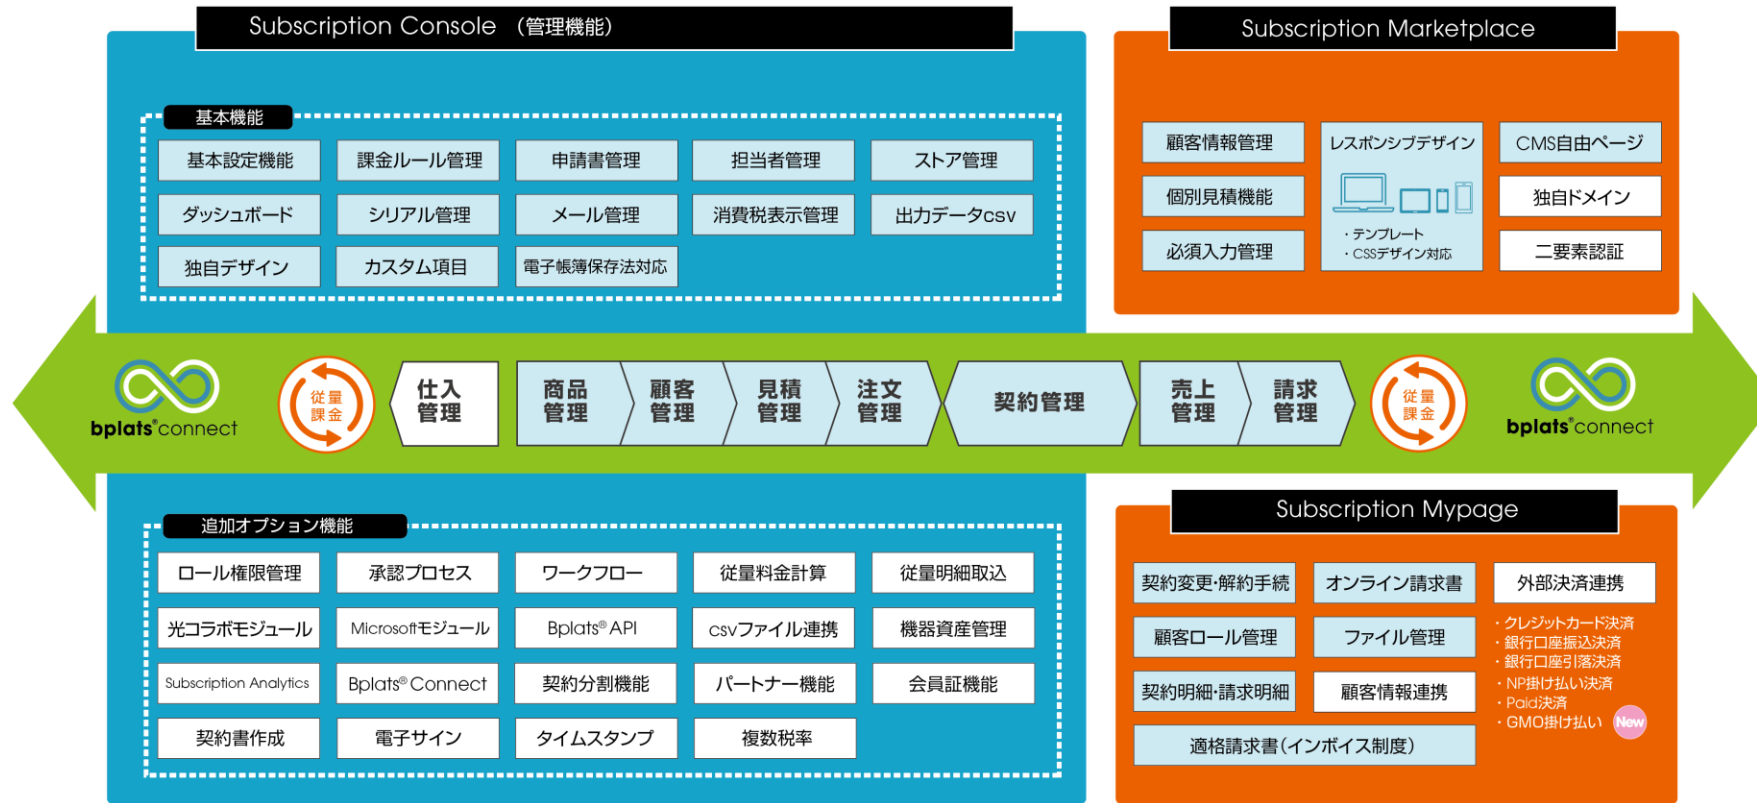 Subscription Console （管理機能）
基本機能
基本設定機能
課金ルール管理
申請書管理
担当者管理
ストア管理
ダッシュボード
シリアル管理
メール管理
消費税表示管理
出力データcsv
独自デザイン
カスタム項目
電子帳簿保存法対応
Subscription Marketplace
顧客情報管理
レスポンシブデザイン
CMS自由ページ
個別見積機能
独自ドメイン
・テンプレート
・CSSデザイン対応
必須入力管理
二要素認証
bplats®connect
従量
課金
仕入
管理
商品
管理
顧客
管理
見積
管理
注文
管理
契約管理
売上
管理
請求
管理
従量
課金
bplats®connect
追加オプション機能
ロール権限管理
承認プロセス
ワークフロー
従量料金計算
従量明細取込
光コラボモジュール
Microsoftモジュール
Bplats® API
csvファイル連携
機器資産管理
Subscription Analytics
Bplats® Connect
契約分割機能
パートナー機能
会員証機能
契約書作成
電子サイン
タイムスタンプ
複数税率
Subscription Mypage
契約変更・解約手続
オンライン請求書
外部決済連携
顧客ロール管理
ファイル管理
契約明細・請求明細
顧客情報連携
適格請求書（インボイス制度）
・クレジットカード決済
・銀行口座振込決済
・銀行口座引落決済
・NP掛け払い決済
・Paid決済
・GMO掛け払い New